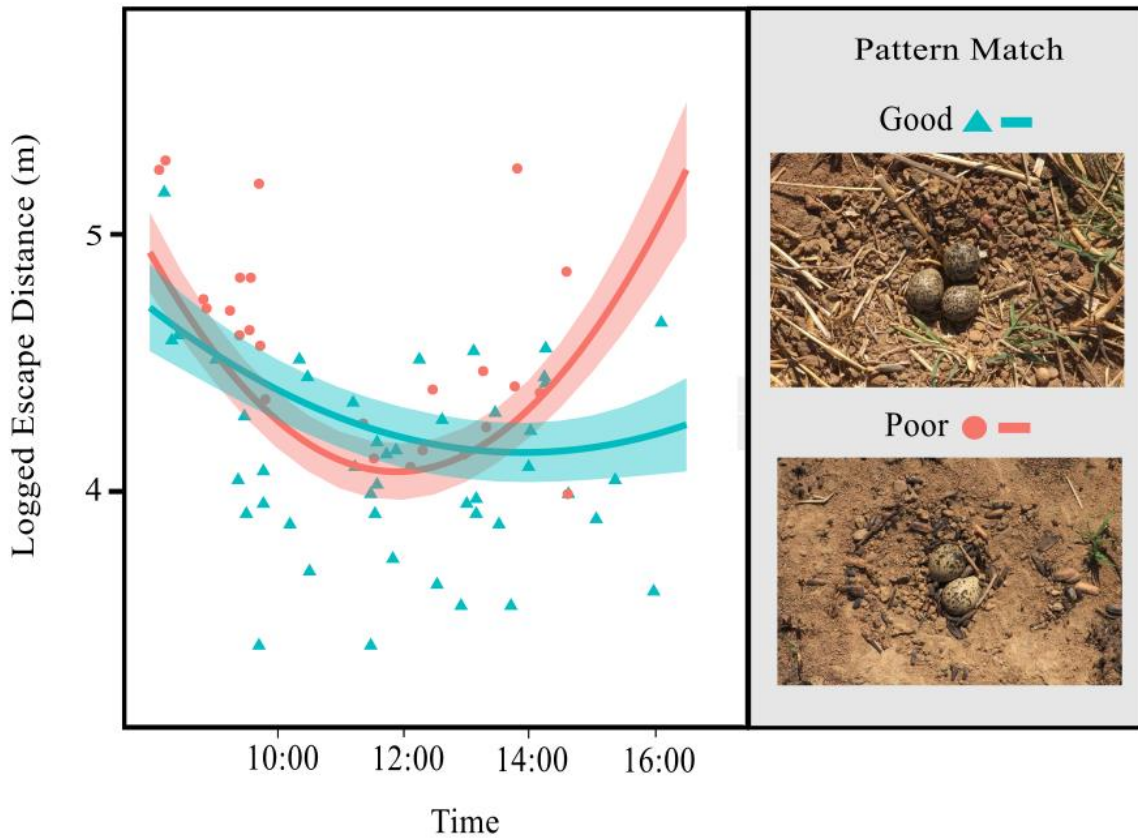 Logged Escape Distance (m)
5
4
10:00 12:00 14:00 16:00
Time
Pattern Match
Good
Poor